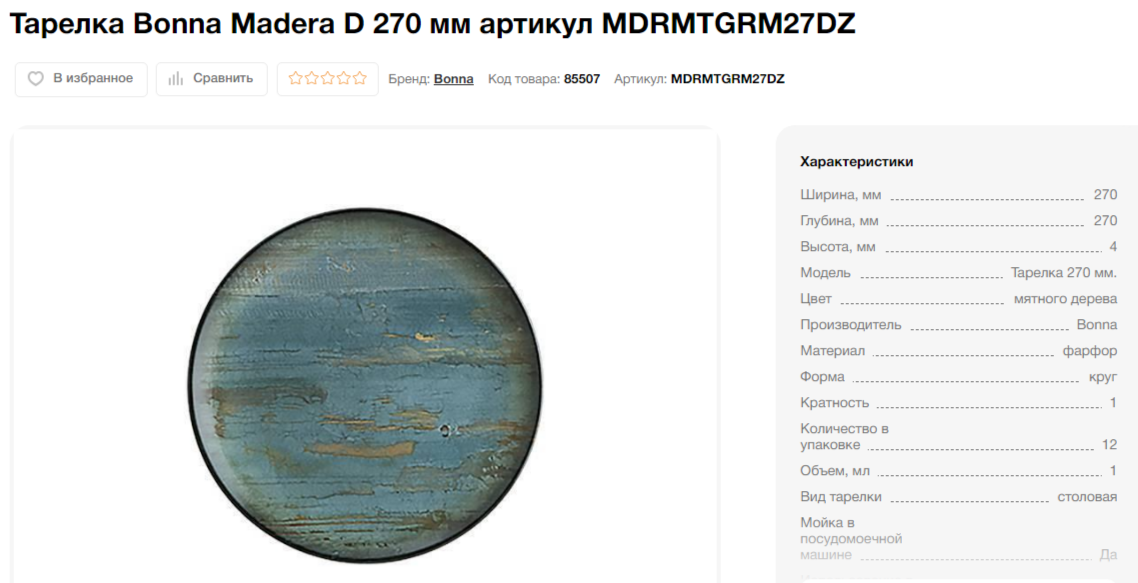 Тарелка Bonna Madera D 270 мм артикул MDRMTGRM27DZ
В избранное Сравнить Бренд: Bonna Код товара: 85507 Артикул: MDRMTGRM27DZ
Характеристики
Ширина, мм 270
Глубина, мм 270
Высота, мм 4
Модель Тарелка 270 мм.
Цвет мятного дерева
Производитель Bonna
Материал фарфор
Форма круг
Кратность 1
Количество в
упаковке 12
Объем, мл 1
Вид тарелки столовая
Мойка в
посудомоечной
машине Да